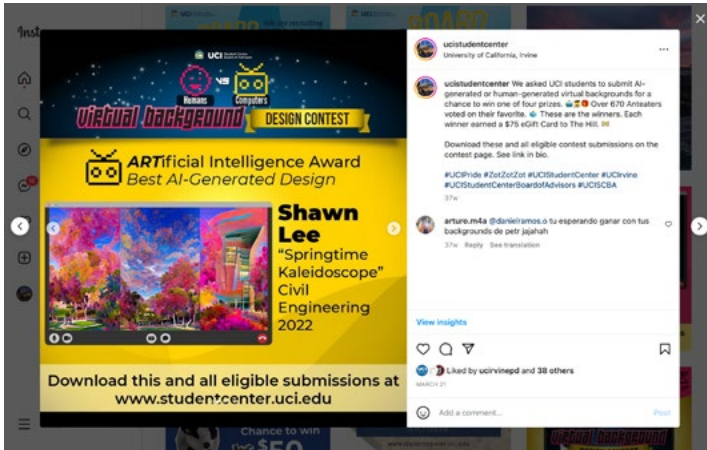 Inst
UCI
UCI Student Center
Humans
VS
Computers
virtual background
DESIGN CONTEST
ARTificial Intelligence Award
Best AI-Generated Design
Shawn
Lee
“Springtime
Kaleidoscope”
Civil
Engineering
2022
Download this and all eligible submissions at
www.studentcenter.uci.edu
Chance to win
$50
ucistudentcenter
University of California, Irvine
ucistudentcenter We asked UCI students to submit AI-
generated or human-generated virtual backgrounds for a
chance to win one of four prizes. Over 670 Anteaters
voted on their favorite. These are the winners. Each
winner earned a $75 eGift Card to The Hill.
Download these and all eligible contest submissions on the
contest page. See link in bio.
#UCIPride #ZotZotZot #UCIStudentCenter #UCIrvine
#UCIStudentCenterBoardofAdvisors #UCISCBA
37w
arture.m4a @danielramos.o tu esperando ganar con tus
backgrounds de petr jajahah
37w Reply See translation
View insights
Liked by ucirvinepd and 38 others
MARCH 21
Add a comment...
Post
virtual background